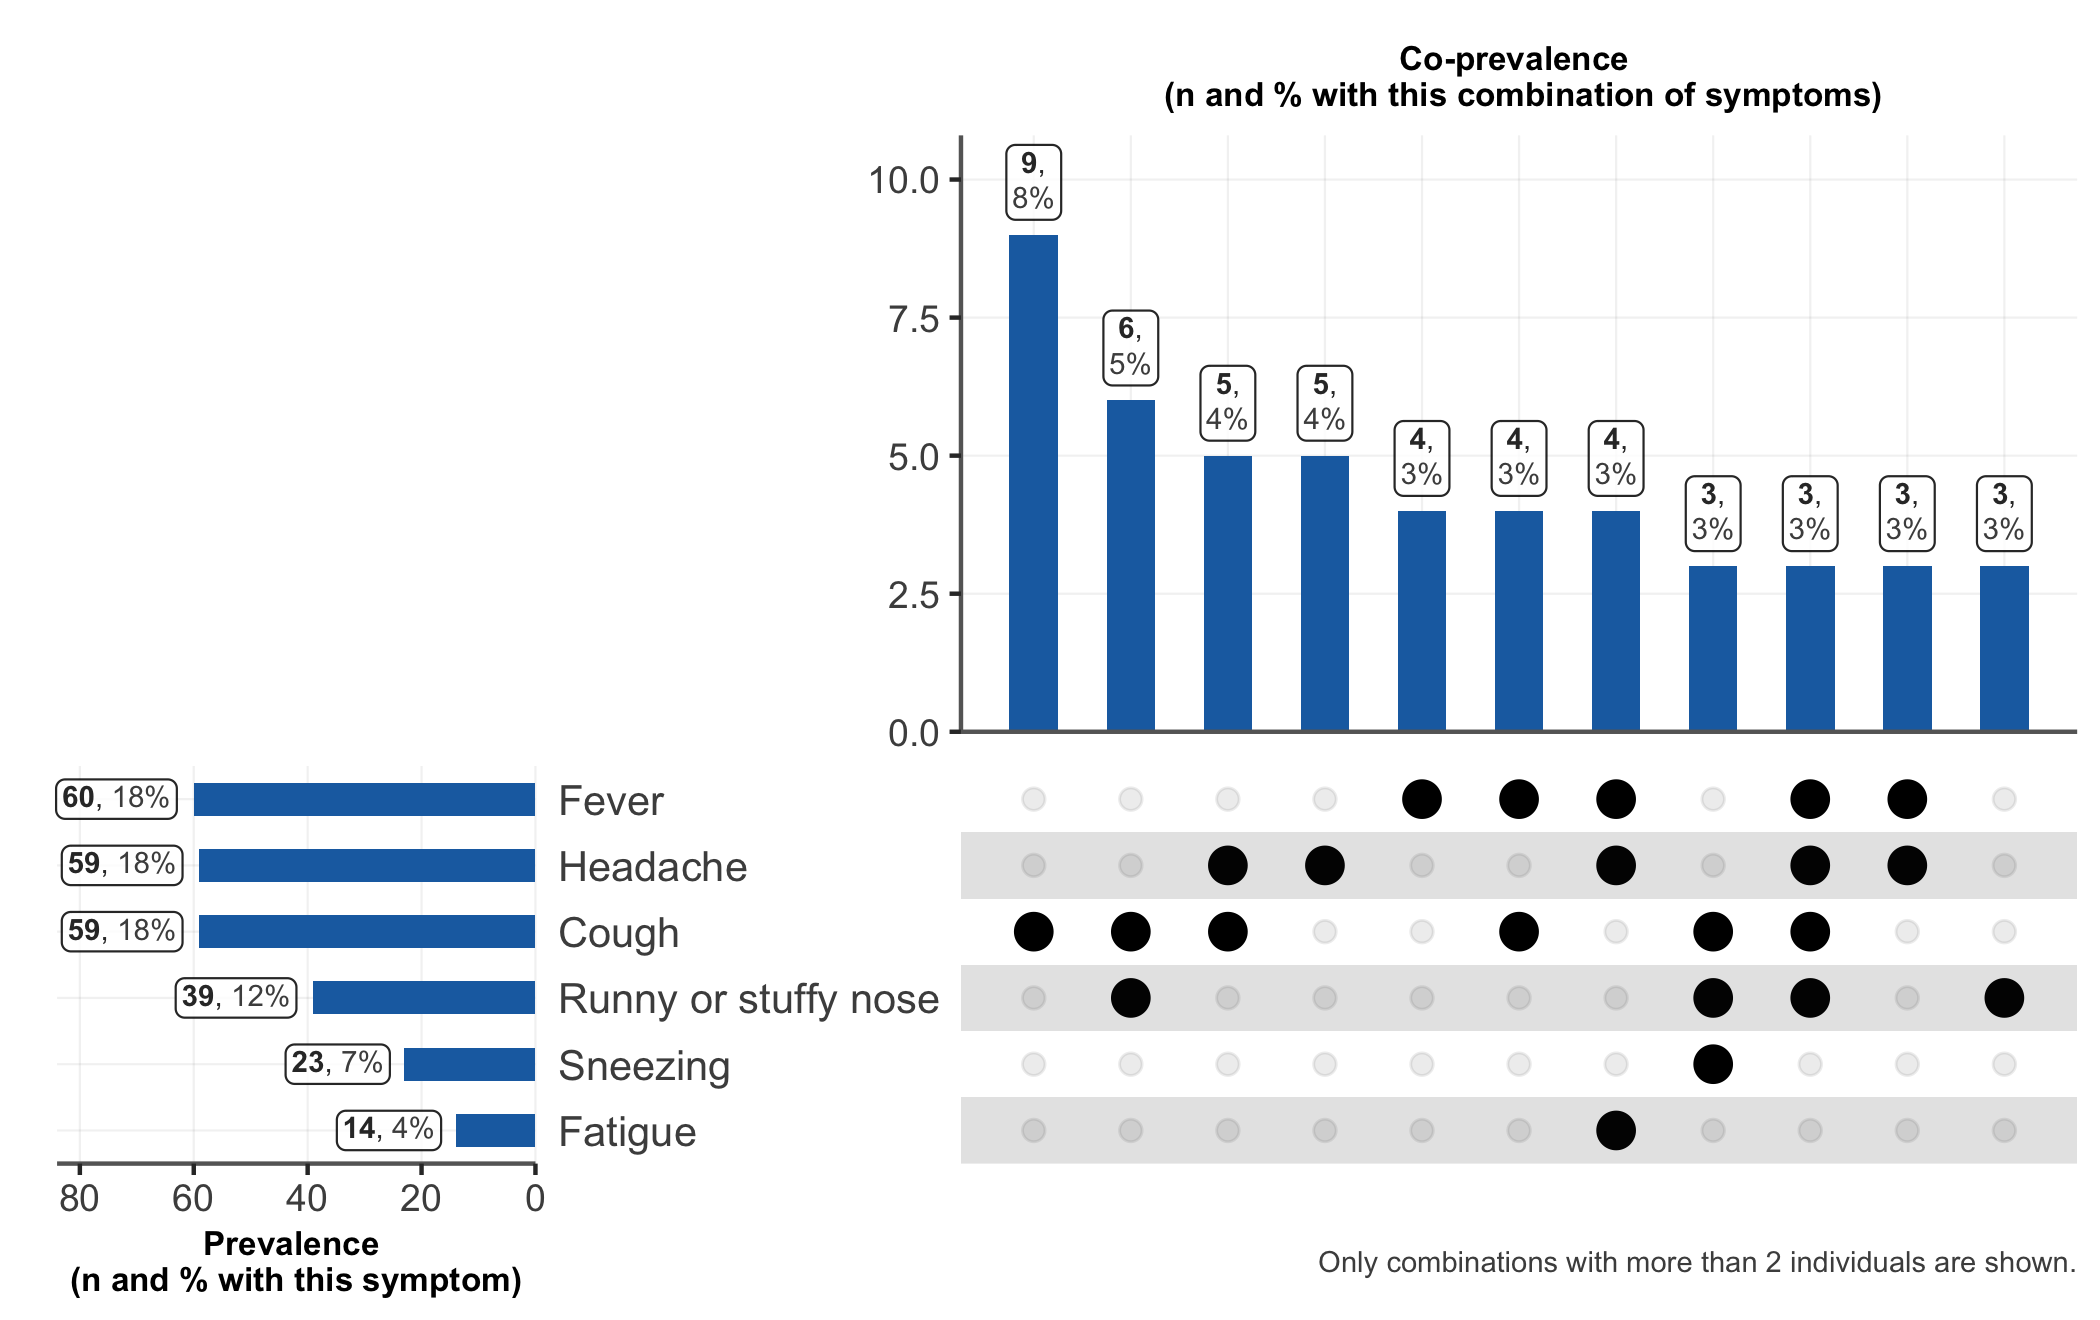 Co-prevalence
(n and % with this combination of symptoms)
10.0
7.5
5.0
2.5
0.0
9,
8%
6,
5%
5,
4%
5,
4%
4,
3%
4,
3%
4,
3%
3,
3%
3,
3%
3,
3%
3,
3%
60, 18%
Fever
59, 18%
Headache
59, 18%
Cough
39, 12%
Runny or stuffy nose
23, 7%
Sneezing
14, 4%
Fatigue
80 60 40 20 0
Prevalence
(n and % with this symptom)
Only combinations with more than 2 individuals are shown.